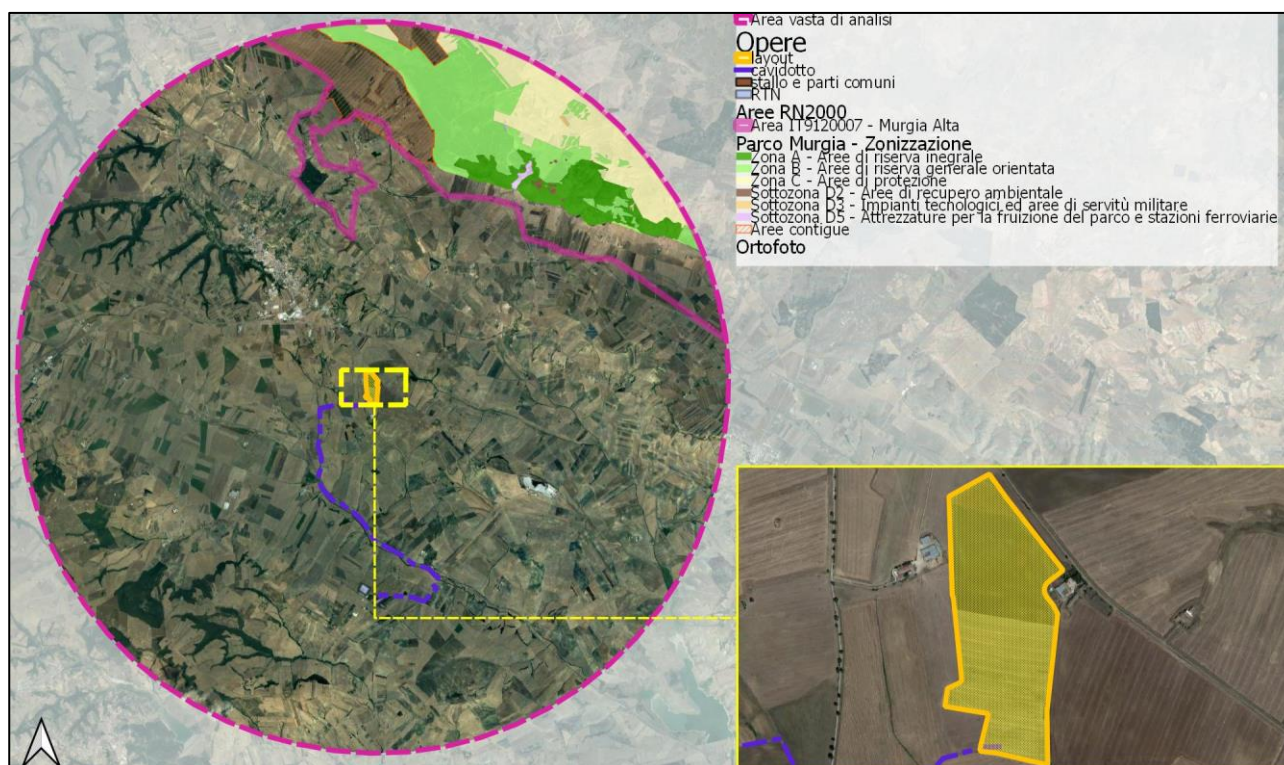 Area vasta di analisi
Opere
layout
cavidotto
stallo e parti comuni
RTN
Aree RN2000
Area IT9120007 - Murgia Alta
Parco Murgia - Zonizzazione
Zona A - Aree di riserva inegrale
Zona B - Aree di riserva generale orientata
Zona C - Aree di protezione
Sottozona D2 - Aree di recupero ambientale
Sottozona D3 - Impianti tecnologici ed aree di servitù militare
Sottozona D5 - Attrezzature per la fruizione del parco e stazioni ferroviarie
Aree contigue
Ortofoto